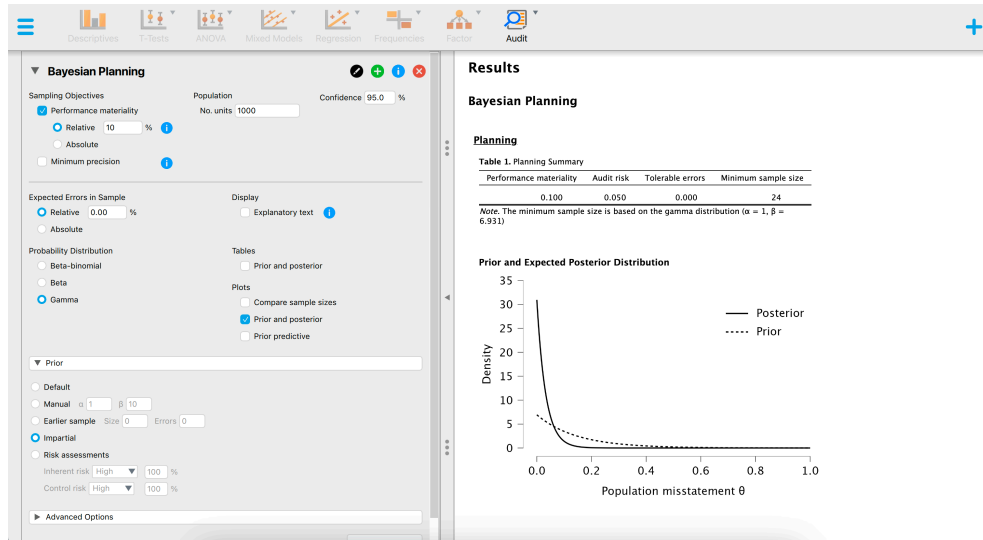 Descriptives T-Tests ANOVA Mixed Models Regression Frequencies Factor Audit
Bayesian Planning
Sampling Objectives
Performance materiality
Relative 10 %
Absolute
Minimum precision
Population
No. units 1000
Confidence 95.0 %
Expected Errors in Sample
Relative 0.00 %
Absolute
Display
Explanatory text
Probability Distribution
Beta-binomial
Beta
Gamma
Tables
Prior and posterior
Plots
Compare sample sizes
Prior and posterior
Prior predictive
Prior
Default
Manual α 1 β 10
Earlier sample Size 0 Errors 0
Impartial
Risk assessments
Inherent risk High 100 %
Control risk High 100 %
Advanced Options
Results
Bayesian Planning
Planning
Table 1. Planning Summary
Performance materiality Audit risk Tolerable errors Minimum sample size
0.100 0.050 0.000 24
Note. The minimum sample size is based on the gamma distribution (α = 1, β =
6.931)
Prior and Expected Posterior Distribution
35
30
25
20
15
10
5
0
Density
Posterior
Prior
0.0 0.2 0.4 0.6 0.8 1.0
Population misstatement θ